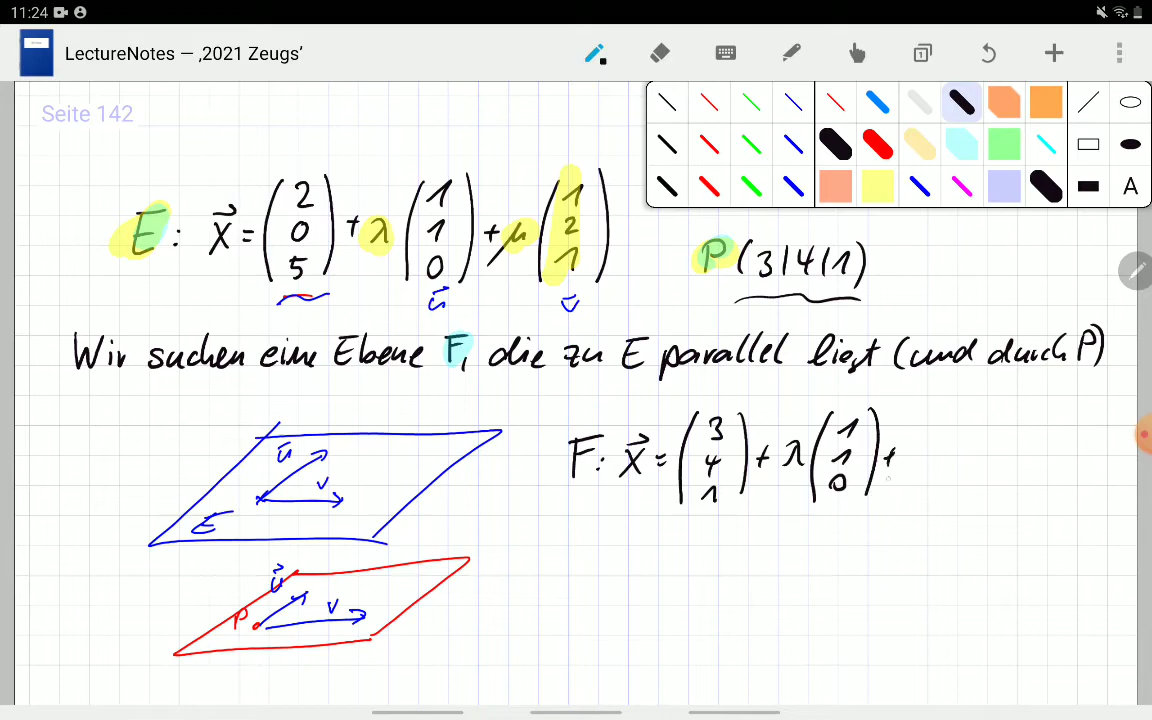 11:24
LectureNotes — ‚2021 Zeugs’
Seite 142
A
E: x⃗ = (2 0 5) + λ (1 1 0) + μ (1 2 1)
u⃗ v⃗
P(3|4|1)
Wir suchen eine Ebene F, die zu E parallel liegt (und durch P)
F: x⃗ = (3 4 1) + λ (1 1 0) +
u⃗
v
E
u⃗
v
P